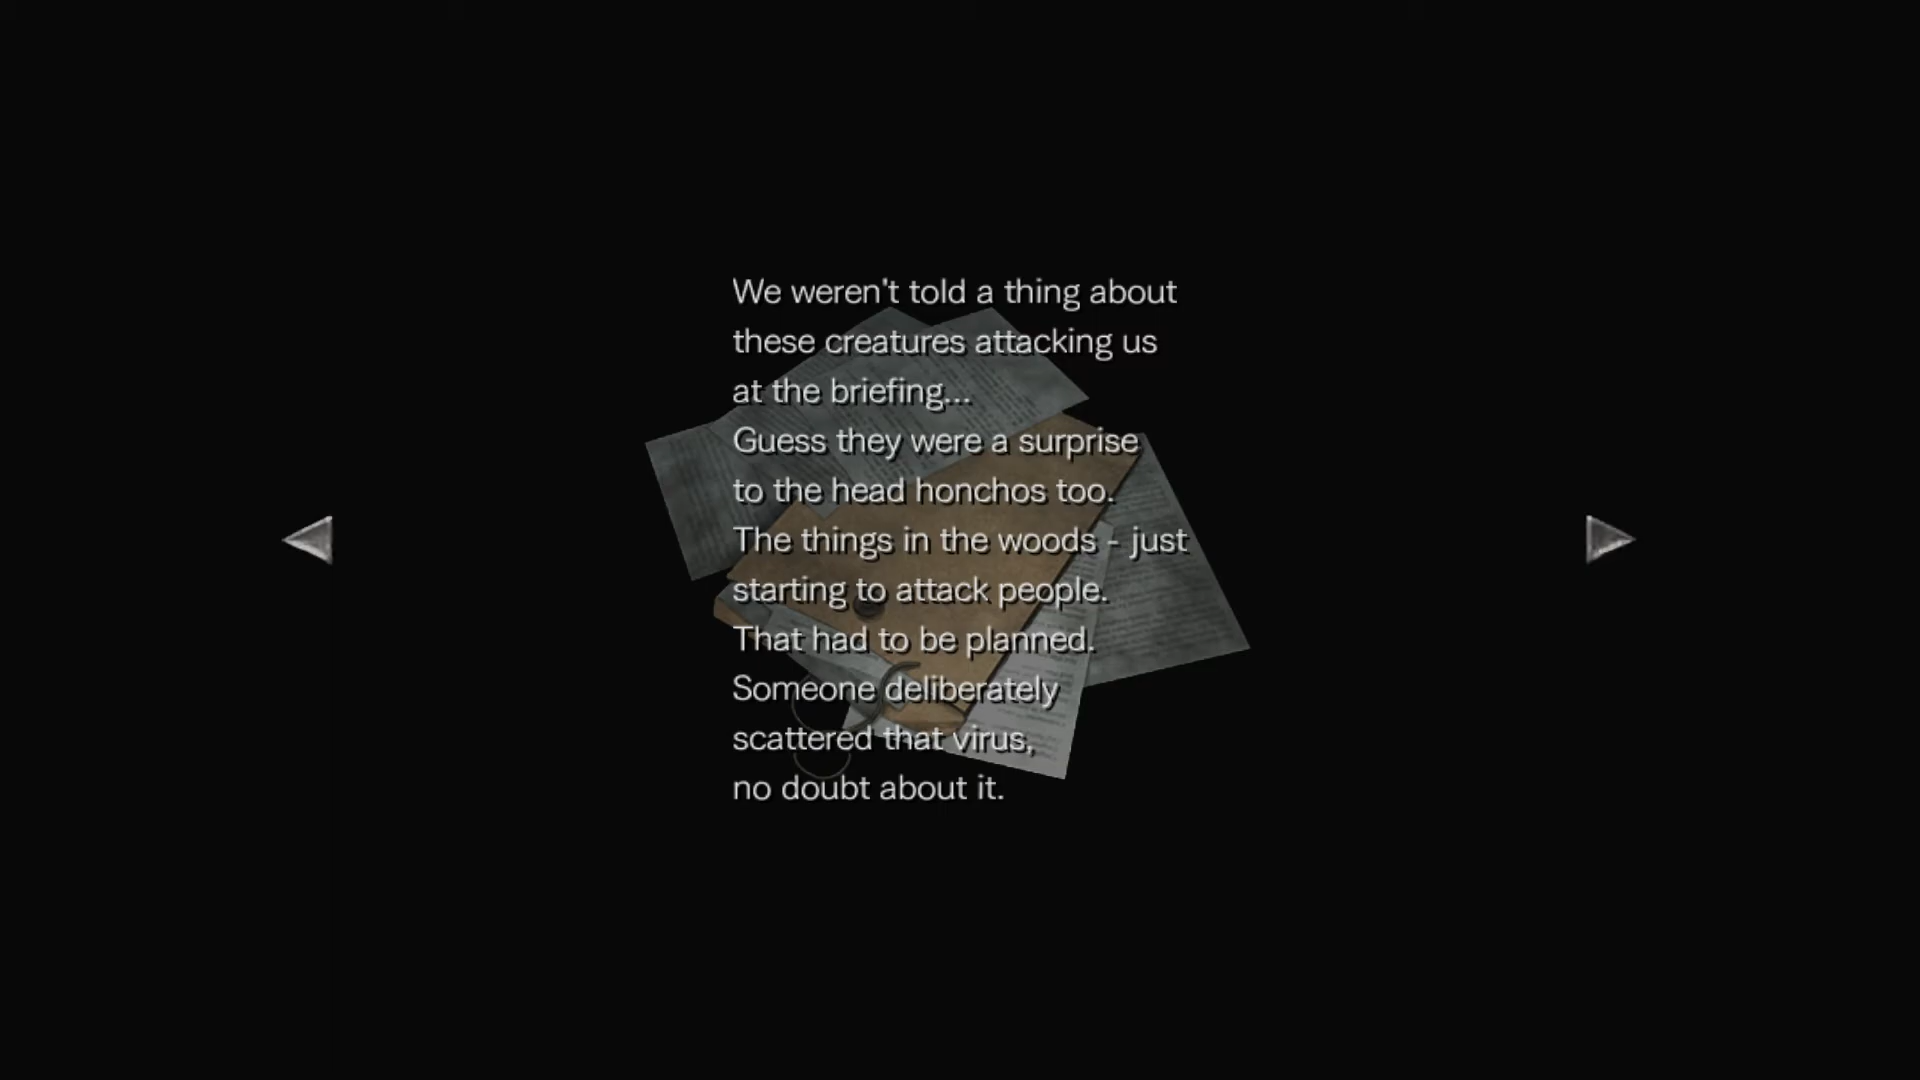 We weren't told a thing about
these creatures attacking us
at the briefing...
Guess they were a surprise
to the head honchos too.
The things in the woods - just
starting to attack people.
That had to be planned.
Someone deliberately
scattered that virus,
no doubt about it.